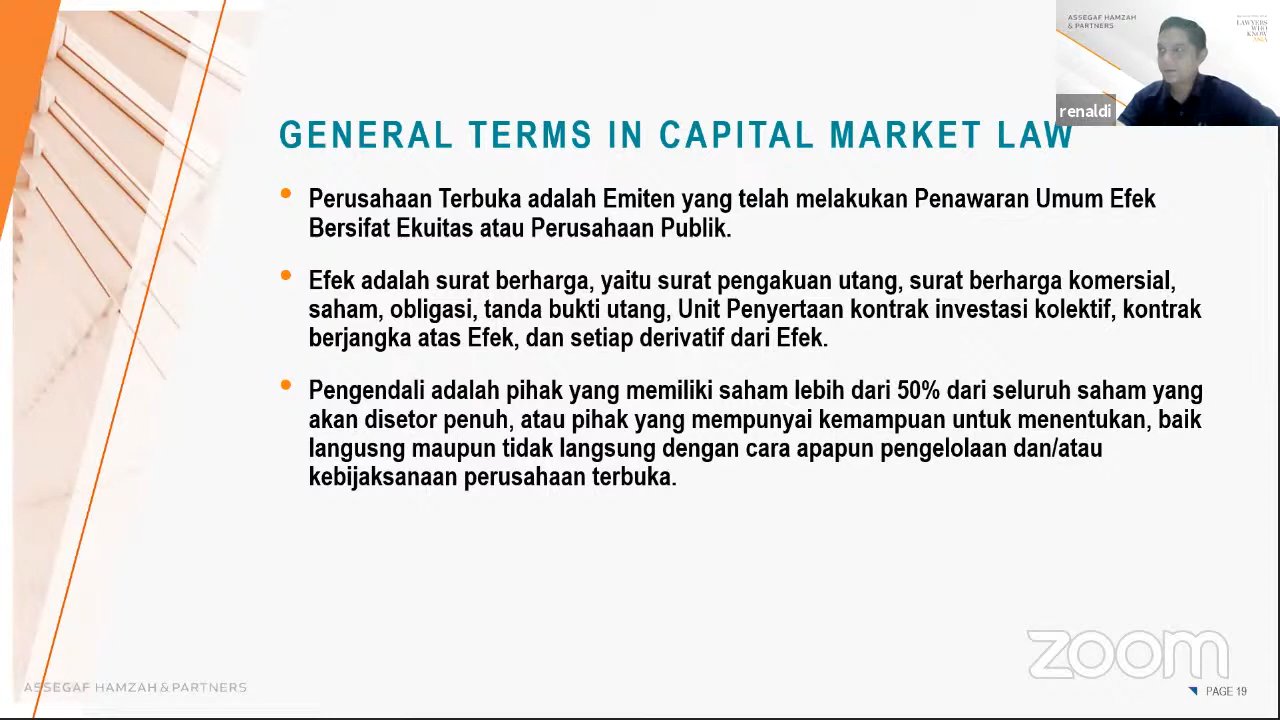 ASSEGAF HAMZAH
& PARTNERS
LAWYERS
WHO
KNOW
ASIA
renaldi
GENERAL TERMS IN CAPITAL MARKET LAW
Perusahaan Terbuka adalah Emiten yang telah melakukan Penawaran Umum Efek
Bersifat Ekuitas atau Perusahaan Publik.
Efek adalah surat berharga, yaitu surat pengakuan utang, surat berharga komersial,
saham, obligasi, tanda bukti utang, Unit Penyertaan kontrak investasi kolektif, kontrak
berjangka atas Efek, dan setiap derivatif dari Efek.
Pengendali adalah pihak yang memiliki saham lebih dari 50% dari seluruh saham yang
akan disetor penuh, atau pihak yang mempunyai kemampuan untuk menentukan, baik
langusng maupun tidak langsung dengan cara apapun pengelolaan dan/atau
kebijaksanaan perusahaan terbuka.
zoom
ASSEGAF HAMZAH & PARTNERS
PAGE 19